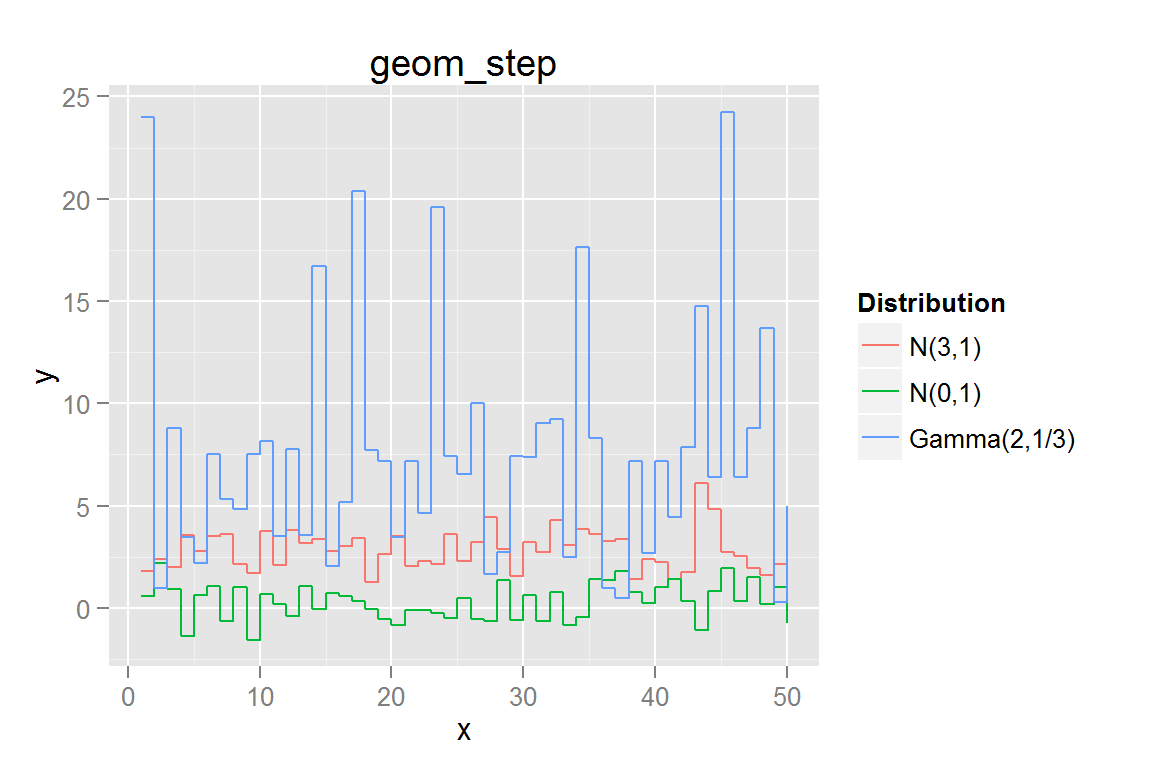 geom_step
25
20
15
10
5
0
y
0 10 20 30 40 50
x
Distribution
N(3,1)
N(0,1)
Gamma(2,1/3)